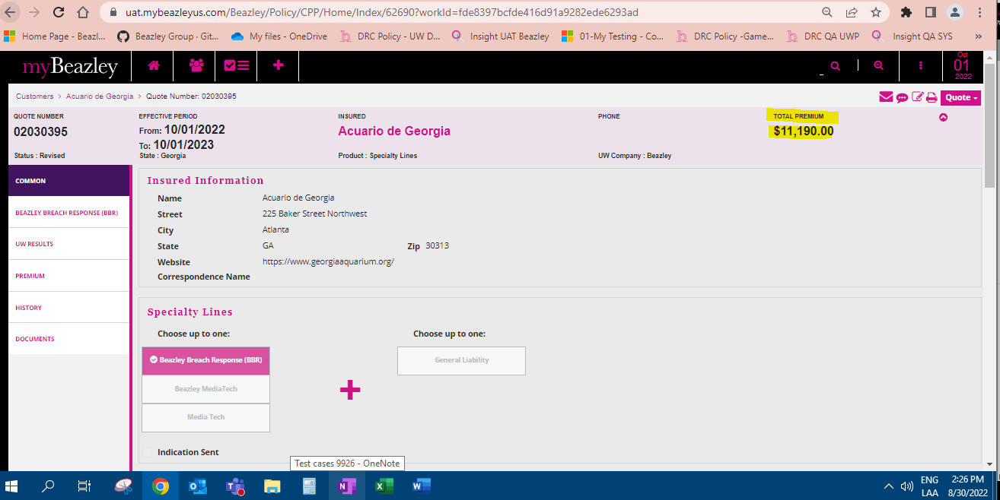 uat.mybeazleyus.com/Beazley/Policy/CPP/Home/Index/62690?workId=fde8397bcfde416d91a9282ede6293ad
Home Page - Beazl... Beazley Group · Git... My files - OneDrive DRC Policy - UW D... Insight UAT Beazley 01-My Testing - Co... DRC Policy -Game... DRC QA UWP Insight QA SYS »
myBeazley
Oct
01
2022
Customers > Acuario de Georgia > Quote Number: 02030395
Quote
QUOTE NUMBER EFFECTIVE PERIOD INSURED PHONE TOTAL PREMIUM
02030395 From: 10/01/2022 Acuario de Georgia $11,190.00
To: 10/01/2023
Status : Revised State : Georgia Product : Specialty Lines UW Company : Beazley
COMMON
BEAZLEY BREACH RESPONSE (BBR)
UW RESULTS
PREMIUM
HISTORY
DOCUMENTS
Insured Information
Name Acuario de Georgia
Street 225 Baker Street Northwest
City Atlanta
State GA Zip 30313
Website https://www.georgiaaquarium.org/
Correspondence Name
Specialty Lines
Choose up to one: Choose up to one:
Beazley Breach Response (BBR) General Liability
Beazley MediaTech
Media Tech
Indication Sent
Test cases 9926 - OneNote
ENG 2:26 PM
LAA 8/30/2022